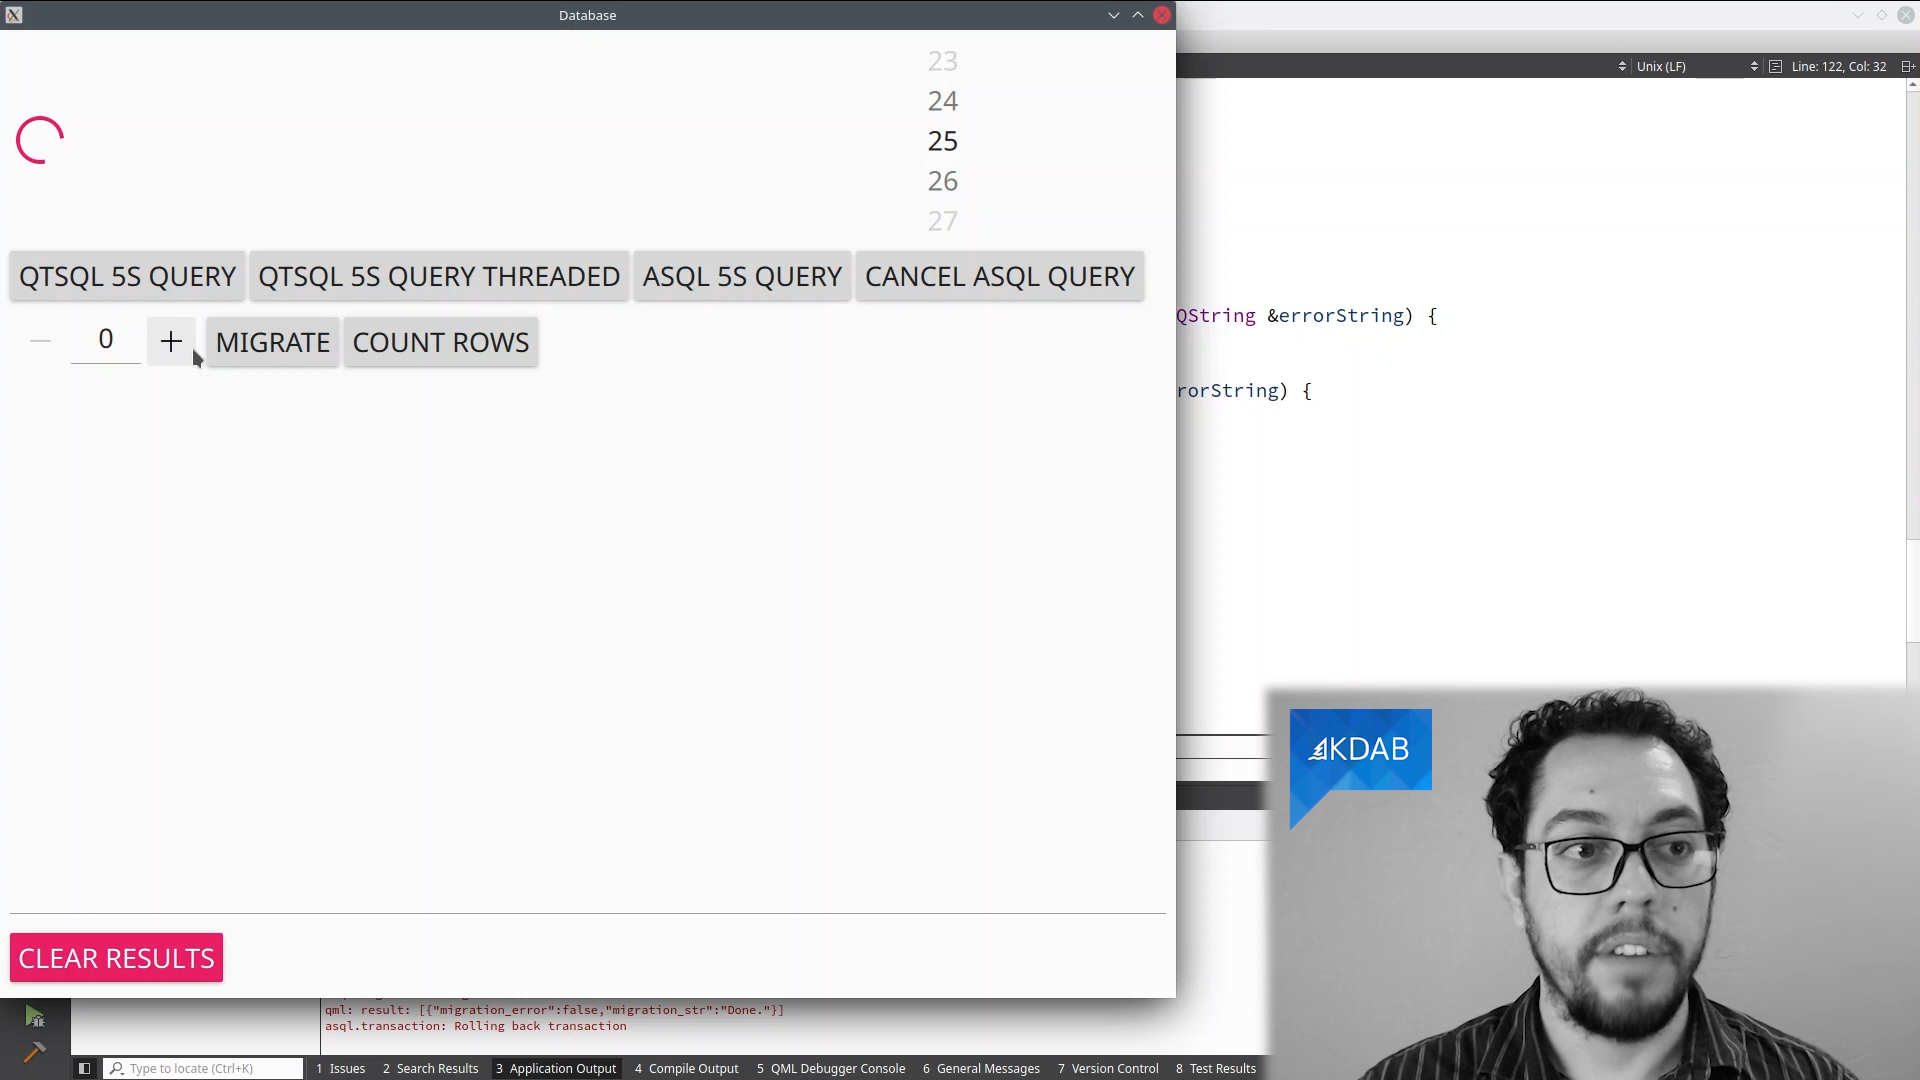 Database
23
24
25
26
27
QTSQL 5S QUERY QTSQL 5S QUERY THREADED ASQL 5S QUERY CANCEL ASQL QUERY
0 + MIGRATE COUNT ROWS
CLEAR RESULTS
Unix (LF) Line: 122, Col: 32
QString &errorString) {
rorString) {
KDAB
qml: result: [{"migration_error":false,"migration_str":"Done."}]
asql.transaction: Rolling back transaction
Type to locate (Ctrl+K) 1 Issues 2 Search Results 3 Application Output 4 Compile Output 5 QML Debugger Console 6 General Messages 7 Version Control 8 Test Results